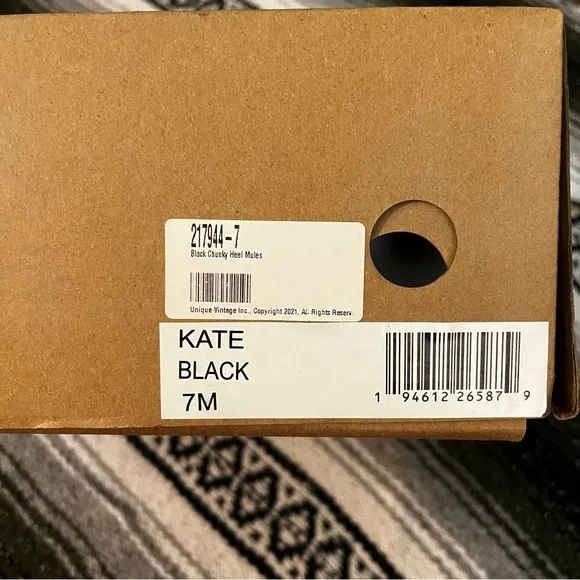 217944-7
Black Chunky Heel Mules
Unique Vintage Inc., Copyright 2021, All Rights Reserv
KATE
BLACK
7M
1 94612 26587 9